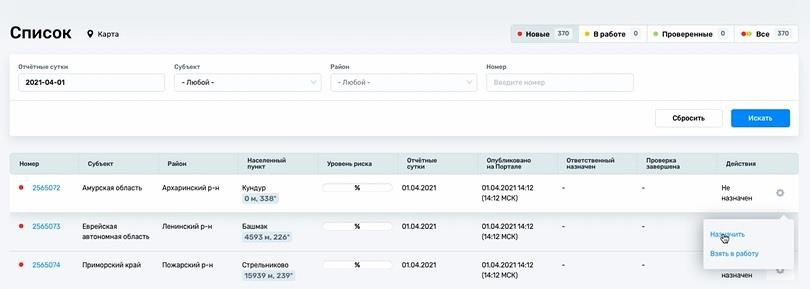 Список
Карта
Новые 370
В работе 0
Проверенные 0
Все 370
Отчётные сутки
Субъект
Район
Номер
2021-04-01
- Любой -
- Любой -
Введите номер
Сбросить
Искать
Номер
Субъект
Район
Населенный
пункт
Уровень риска
Отчётные
сутки
Опубликовано
на Портале
Ответственный
назначен
Проверка
завершена
Действия
2565072
Амурская область
Архаринский р-н
Кундур
0 м, 338°
%
01.04.2021
01.04.2021 14:12
(14:12 МСК)
-
-
Не
назначен
2565073
Еврейская
автономная область
Ленинский р-н
Башмак
4593 м, 226°
%
01.04.2021
01.04.2021 14:12
(14:12 МСК)
-
-
Назначить
Взять в работу
2565074
Приморский край
Пожарский р-н
Стрельниково
15939 м, 239°
%
01.04.2021
01.04.2021 14:12
(14:12 МСК)
-
-
назначен